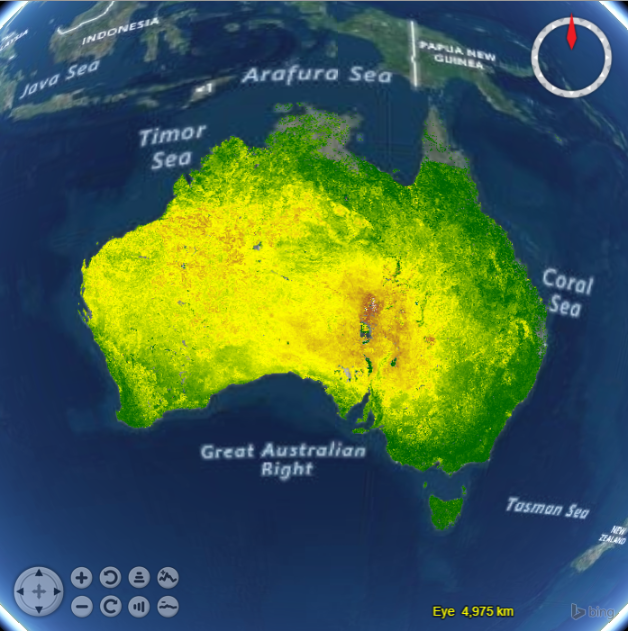 INDONESIA
PAPUA NEW
GUINEA
Java Sea
Arafura Sea
Timor
Sea
Coral
Sea
Great Australian
Bight
Tasman Sea
NEW
ZEALAND
Eye 4,975 km
bing